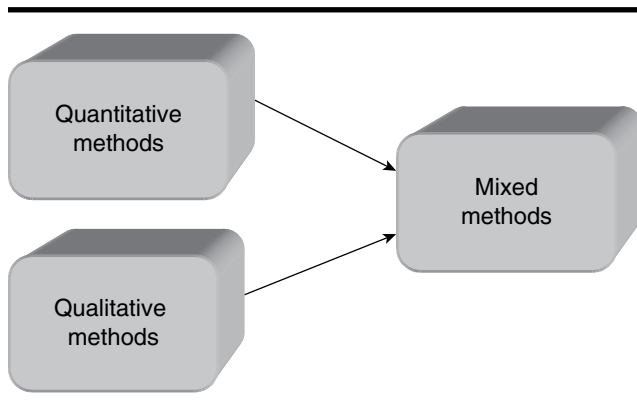 Quantitative
methods
Mixed
methods
Qualitative
methods